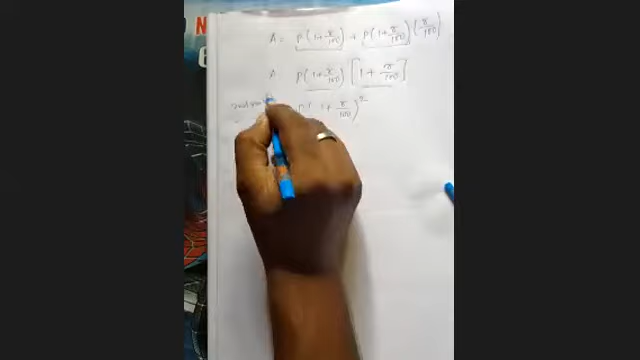 A = P(1+r/100) + P(1+r/100)(r/100)
A P(1+r/100) [1+r/100]
P(1+r/100)^2